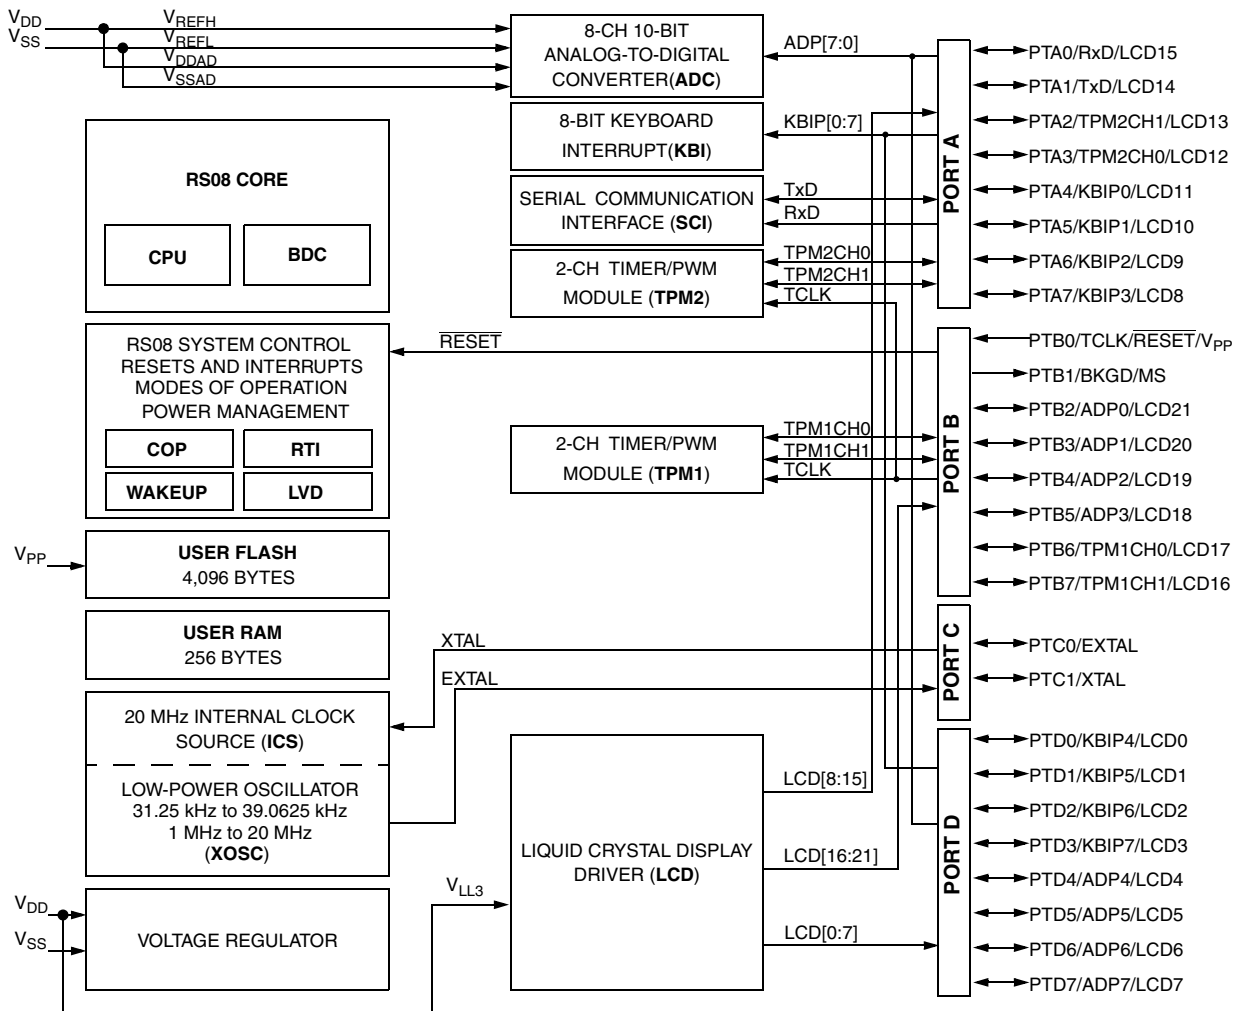 VDD
VSS
VREFH
VREFL
VDDAD
VSSAD
8-CH 10-BIT
ANALOG-TO-DIGITAL
CONVERTER(ADC)
ADP[7:0]
8-BIT KEYBOARD
INTERRUPT(KBI)
KBIP[0:7]
SERIAL COMMUNICATION
INTERFACE (SCI)
TxD
RxD
2-CH TIMER/PWM
MODULE (TPM2)
TPM2CH0
TPM2CH1
TCLK
PORT A
PTA0/RxD/LCD15
PTA1/TxD/LCD14
PTA2/TPM2CH1/LCD13
PTA3/TPM2CH0/LCD12
PTA4/KBIP0/LCD11
PTA5/KBIP1/LCD10
PTA6/KBIP2/LCD9
PTA7/KBIP3/LCD8
RS08 CORE
CPU
BDC
RS08 SYSTEM CONTROL
RESETS AND INTERRUPTS
MODES OF OPERATION
POWER MANAGEMENT
COP
RTI
WAKEUP
LVD
RESET
2-CH TIMER/PWM
MODULE (TPM1)
TPM1CH0
TPM1CH1
TCLK
PORT B
PTB0/TCLK/RESET/VPP
PTB1/BKGD/MS
PTB2/ADP0/LCD21
PTB3/ADP1/LCD20
PTB4/ADP2/LCD19
PTB5/ADP3/LCD18
PTB6/TPM1CH0/LCD17
PTB7/TPM1CH1/LCD16
VPP
USER FLASH
4,096 BYTES
USER RAM
256 BYTES
XTAL
EXTAL
PORT C
PTC0/EXTAL
PTC1/XTAL
20 MHz INTERNAL CLOCK
SOURCE (ICS)
LOW-POWER OSCILLATOR
31.25 kHz to 39.0625 kHz
1 MHz to 20 MHz
(XOSC)
LIQUID CRYSTAL DISPLAY
DRIVER (LCD)
LCD[8:15]
LCD[16:21]
LCD[0:7]
VLL3
PORT D
PTD0/KBIP4/LCD0
PTD1/KBIP5/LCD1
PTD2/KBIP6/LCD2
PTD3/KBIP7/LCD3
PTD4/ADP4/LCD4
PTD5/ADP5/LCD5
PTD6/ADP6/LCD6
PTD7/ADP7/LCD7
VDD
VSS
VOLTAGE REGULATOR